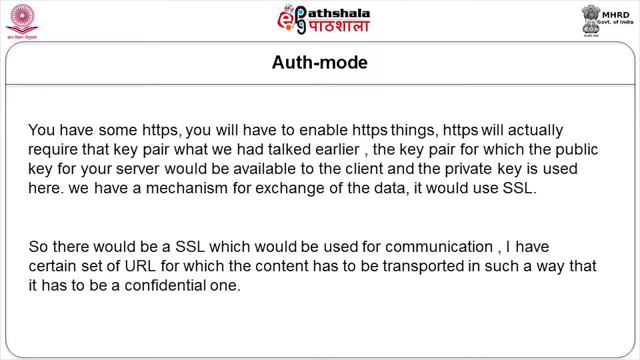 Pathshala
पाठशाला
MHRD
Govt. of India
Auth-mode
You have some https, you will have to enable https things, https will actually
require that key pair what we had talked earlier , the key pair for which the public
key for your server would be available to the client and the private key is used
here. we have a mechanism for exchange of the data, it would use SSL.
So there would be a SSL which would be used for communication , I have
certain set of URL for which the content has to be transported in such a way that
it has to be a confidential one.